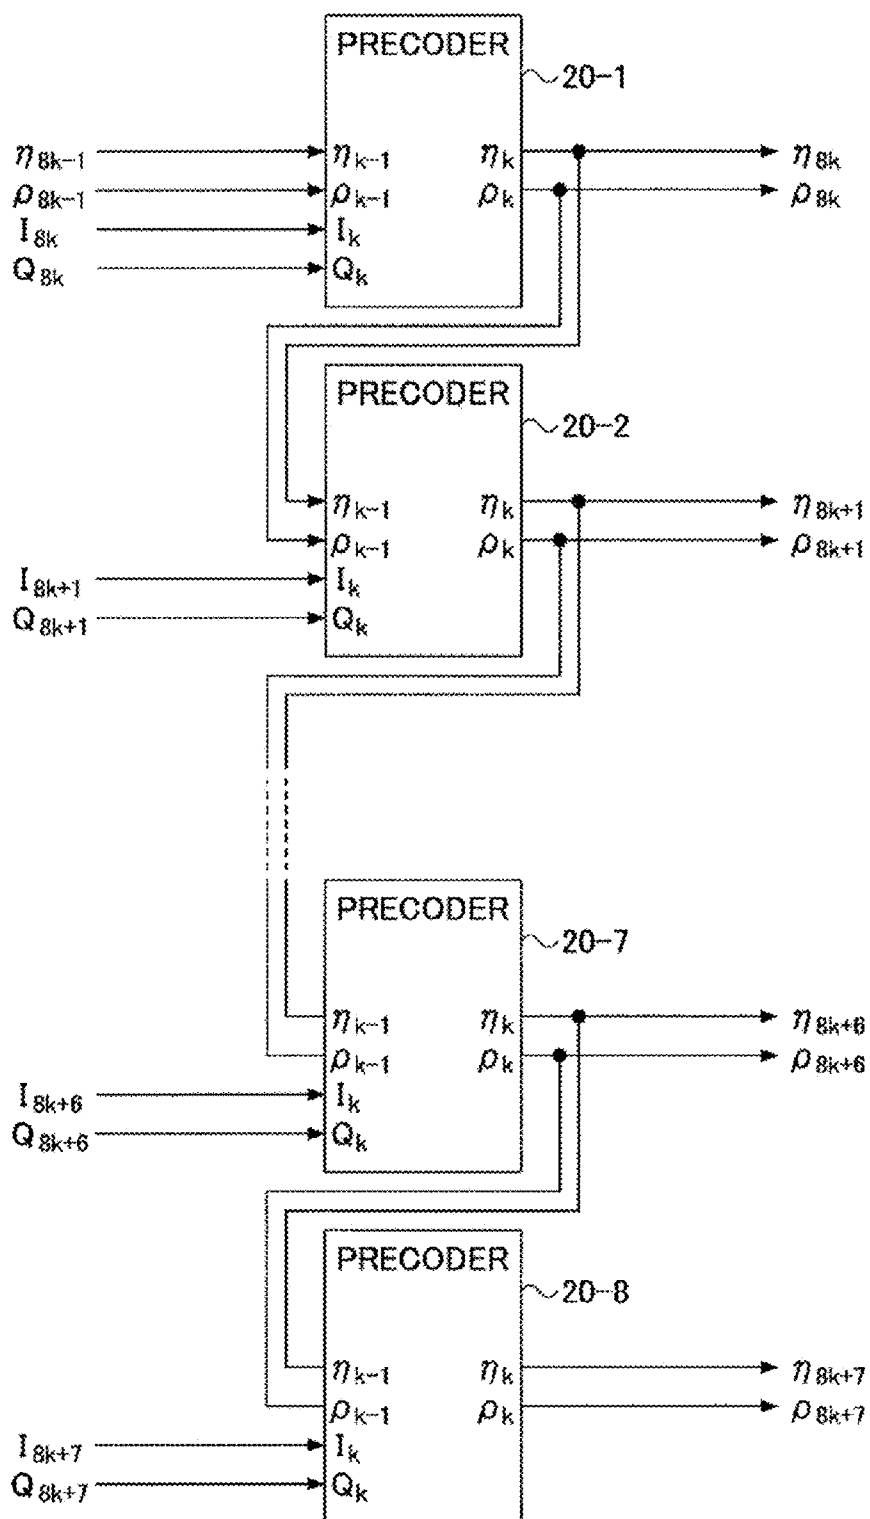 PRECODER
20-1
η8k-1 ηk-1 ηk η8k
ρ8k-1 ρk-1 ρk ρ8k
I8k Ik
Q8k Qk
PRECODER
20-2
ηk-1 ηk η8k+1
ρk-1 ρk ρ8k+1
I8k+1 Ik
Q8k+1 Qk
PRECODER
20-7
ηk-1 ηk η8k+6
ρk-1 ρk ρ8k+6
I8k+6 Ik
Q8k+6 Qk
PRECODER
20-8
ηk-1 ηk η8k+7
ρk-1 ρk ρ8k+7
I8k+7 Ik
Q8k+7 Qk